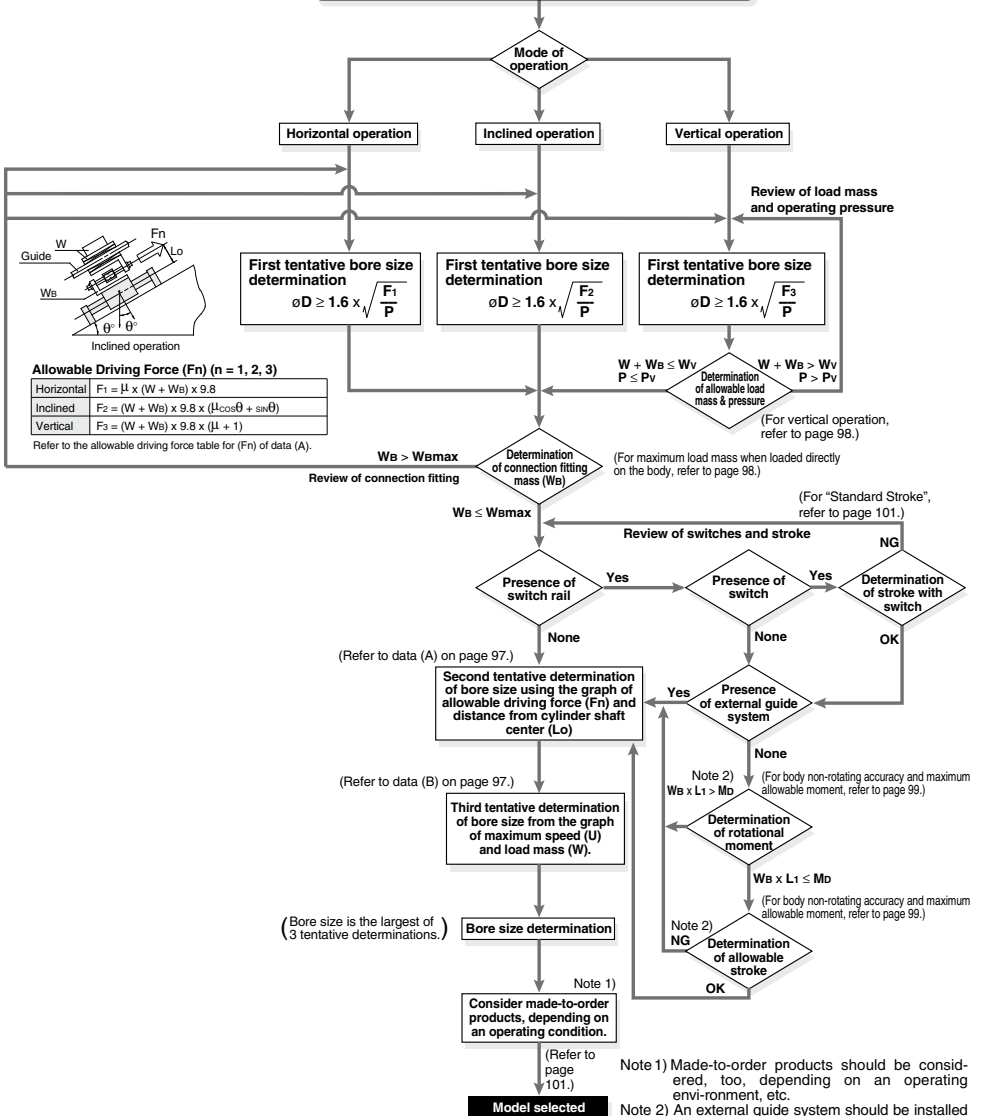 Mode of
operation
Horizontal operation
Inclined operation
Vertical operation
Review of load mass
and operating pressure
W
Guide
WB
Fn
Lo
θ° θ°
Inclined operation
First tentative bore size
determination
øD ≥ 1.6 x √F1/P
First tentative bore size
determination
øD ≥ 1.6 x √F2/P
First tentative bore size
determination
øD ≥ 1.6 x √F3/P
Allowable Driving Force (Fn) (n = 1, 2, 3)
Horizontal F1 = μ x (W + WB) x 9.8
Inclined F2 = (W + WB) x 9.8 x (μcosθ + sinθ)
Vertical F3 = (W + WB) x 9.8 x (μ + 1)
Refer to the allowable driving force table for (Fn) of data (A).
W + WB ≤ WV
P ≤ PV
Determination
of allowable load
mass & pressure
W + WB > WV
P > PV
(For vertical operation,
refer to page 98.)
WB > WBmax
Review of connection fitting
Determination
of connection fitting
mass (WB)
(For maximum load mass when loaded directly
on the body, refer to page 98.)
WB ≤ WBmax
(For “Standard Stroke”,
refer to page 101.)
Review of switches and stroke
NG
Presence of
switch rail
Yes
Presence of
switch
Yes
Determination
of stroke with
switch
None
None
OK
(Refer to data (A) on page 97.)
Second tentative determination
of bore size using the graph of
allowable driving force (Fn) and
distance from cylinder shaft
center (Lo)
Yes
Presence
of external guide
system
None
(Refer to data (B) on page 97.)
Third tentative determination
of bore size from the graph
of maximum speed (U)
and load mass (W).
Note 2)
WB x L1 > MD
(For body non-rotating accuracy and maximum
allowable moment, refer to page 99.)
Determination
of rotational
moment
WB x L1 ≤ MD
(For body non-rotating accuracy and maximum
allowable moment, refer to page 99.)
(Bore size is the largest of
3 tentative determinations.)
Bore size determination
Note 2)
NG
Determination
of allowable
stroke
OK
Note 1)
Consider made-to-order
products, depending on
an operating condition.
(Refer to
page
101.)
Model selected
Note 1) Made-to-order products should be consid-
ered, too, depending on an operating
envi-ronment, etc.
Note 2) An external guide system should be installed